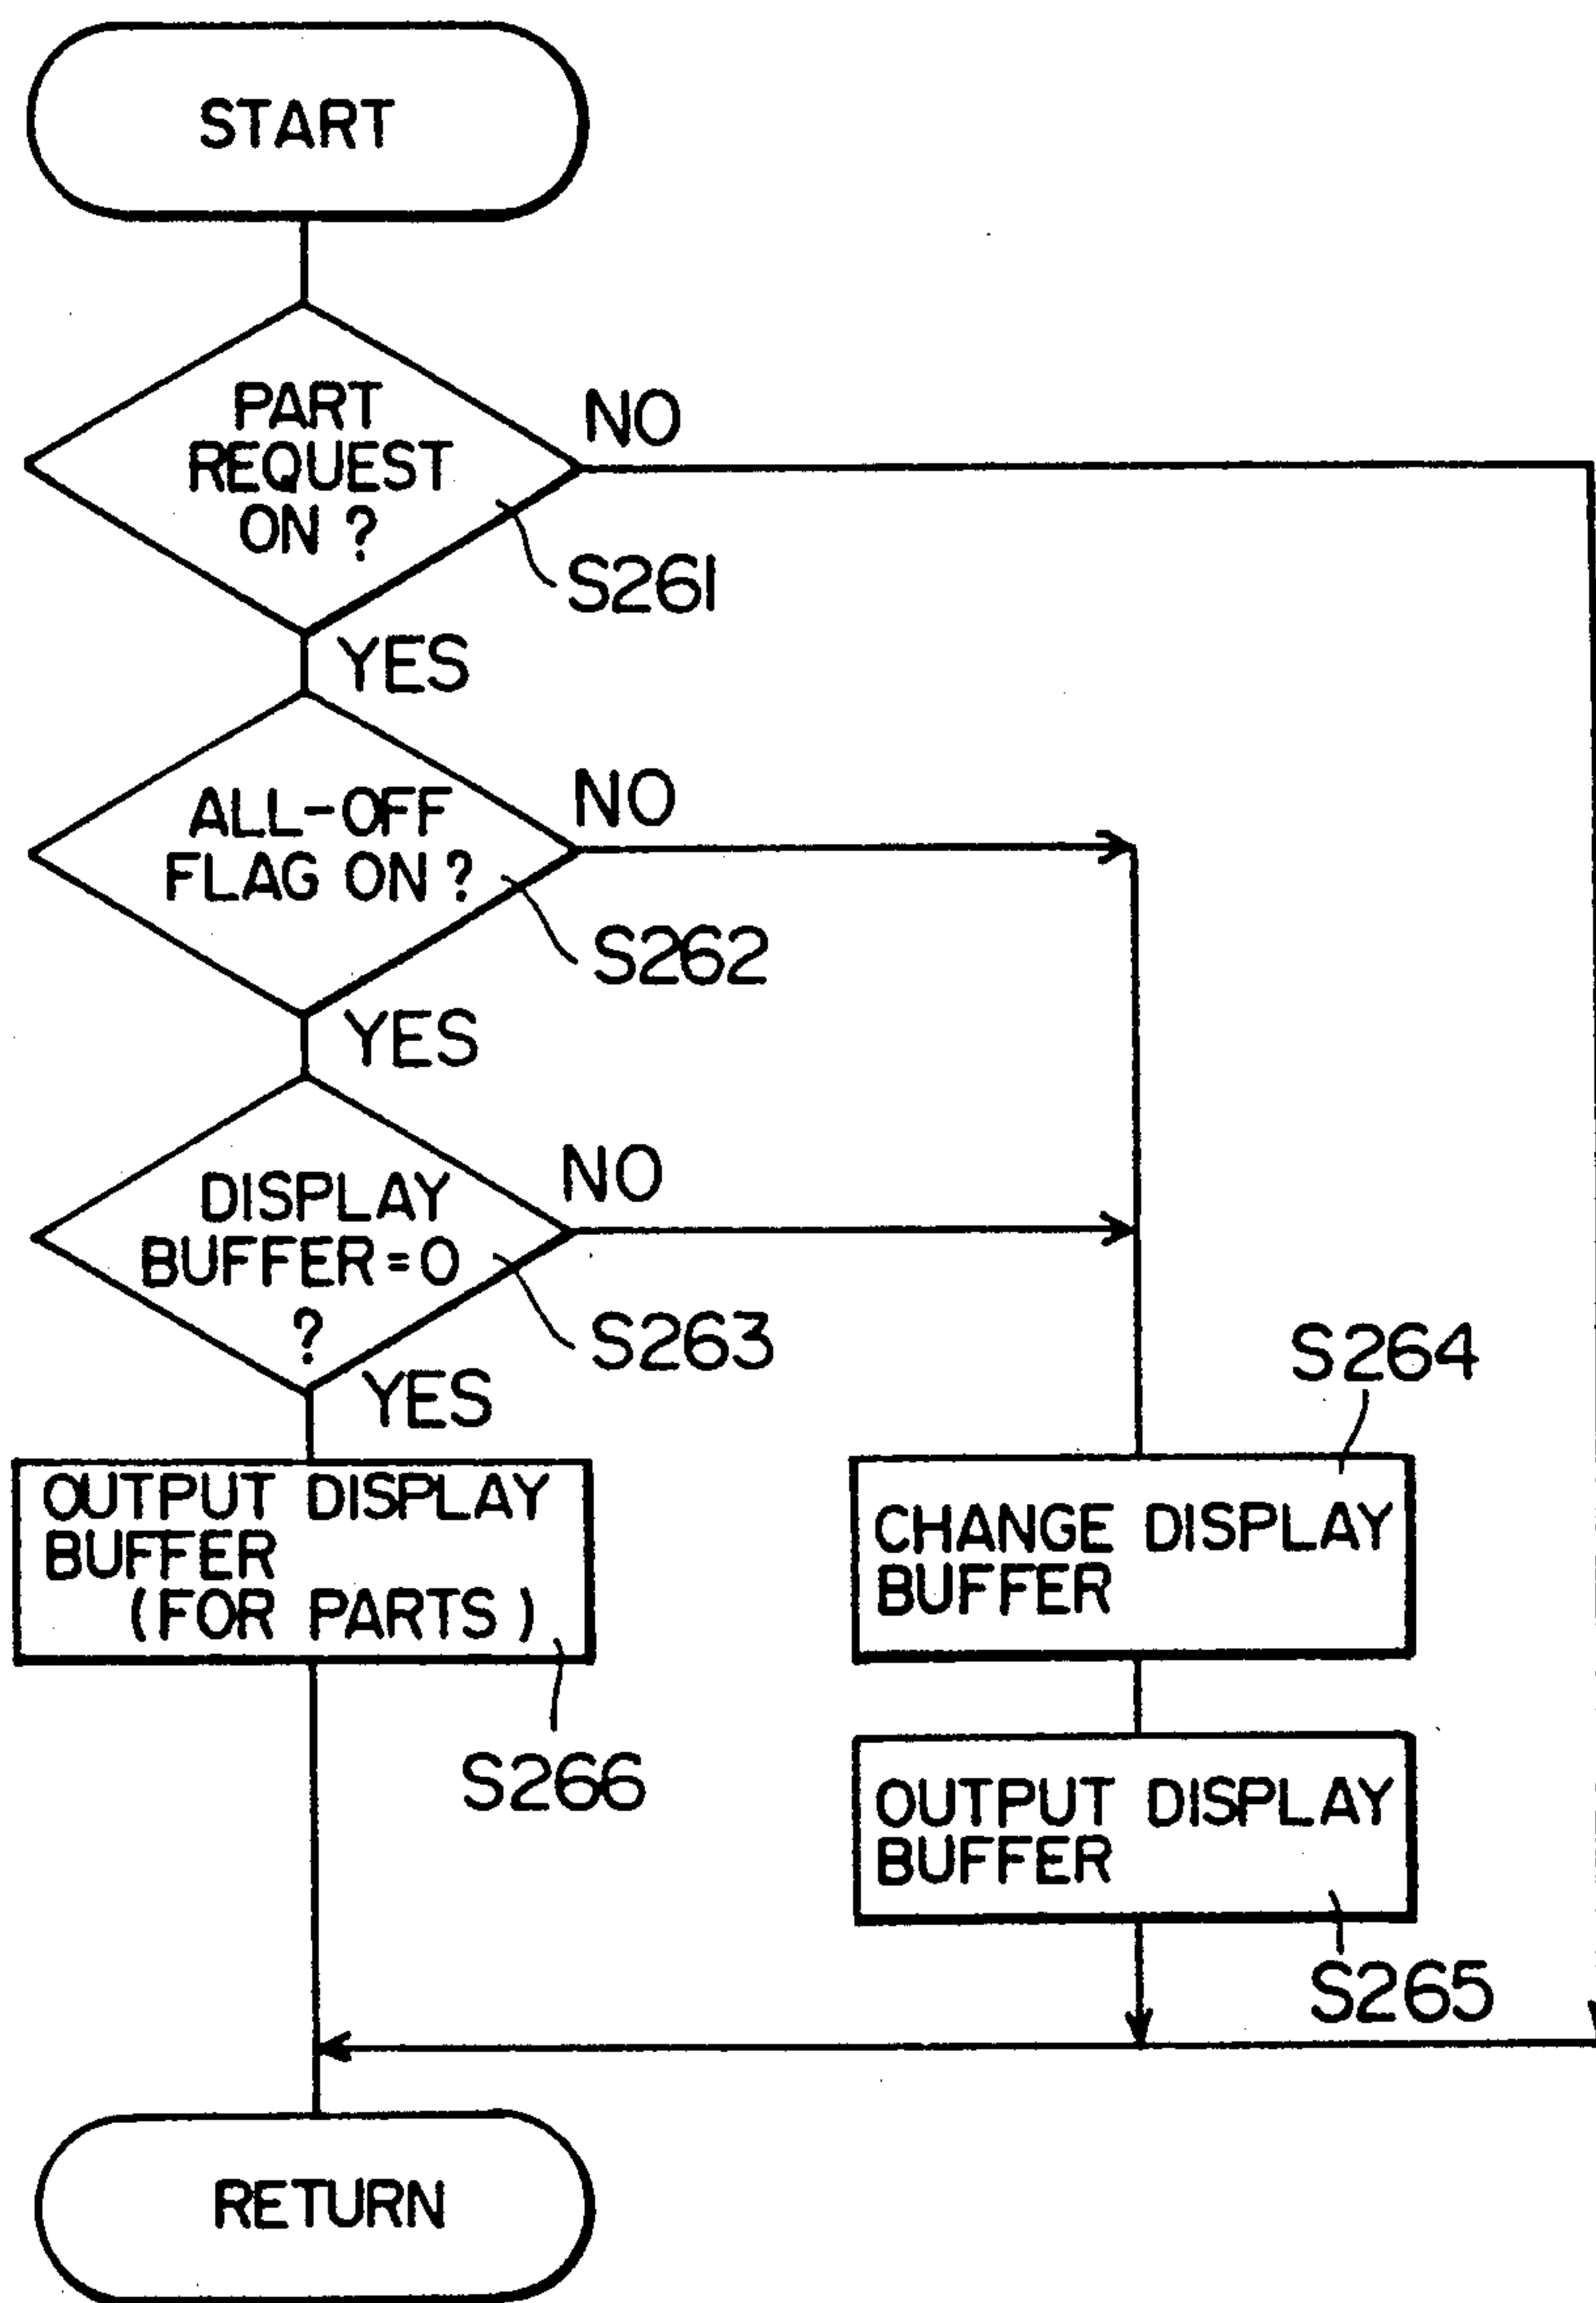 START
PART
REQUEST
ON ?
NO
S261
YES
ALL-OFF
FLAG ON ?
NO
S262
YES
DISPLAY
BUFFER=0
?
NO
S263
YES
OUTPUT DISPLAY
BUFFER
(FOR PARTS)
S266
S264
CHANGE DISPLAY
BUFFER
OUTPUT DISPLAY
BUFFER
S265
RETURN